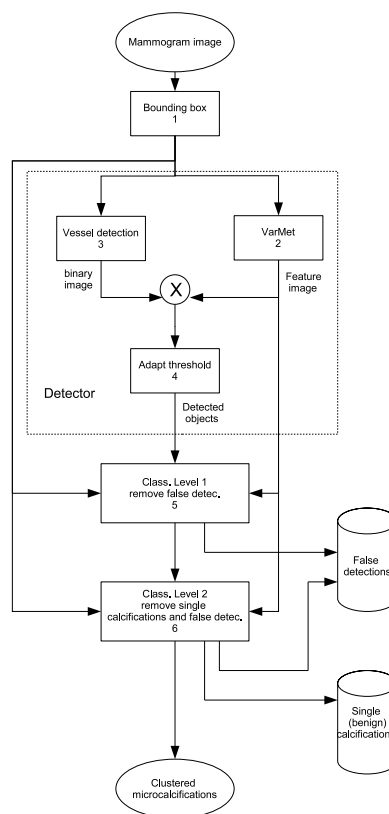 Mammogram image
Bounding box
1
Vessel detection
3
VarMet
2
binary
image
Feature
image
X
Adapt threshold
4
Detector
Detected
objects
Class. Level 1
remove false detec.
5
False
detections
Class. Level 2
remove single
calcifications and false detec.
6
Single
(benign)
calcification
Clustered
microcalcifications